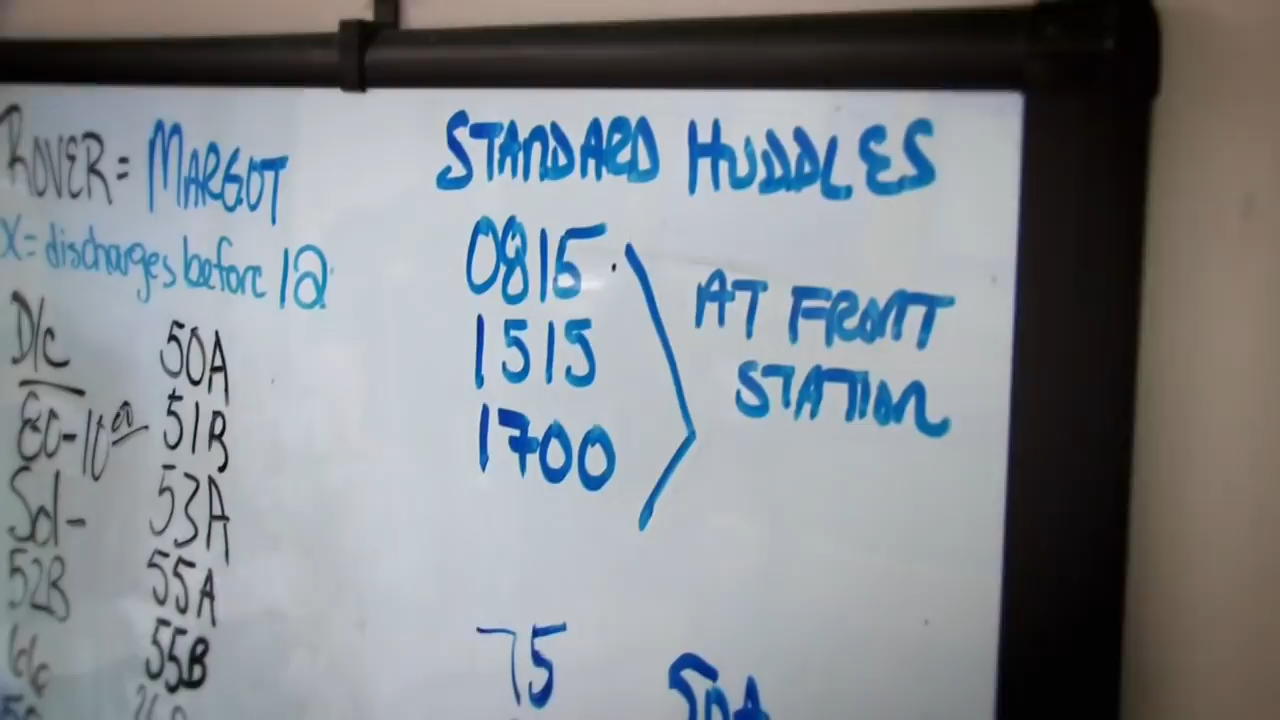 ROVER = MARGOT
X = discharges before 12
D/c
50A
51B
53A
52B
55A
55B
STANDARD HUDDLES
0815
1515
1700
AT FRONT
STATION
75
50A